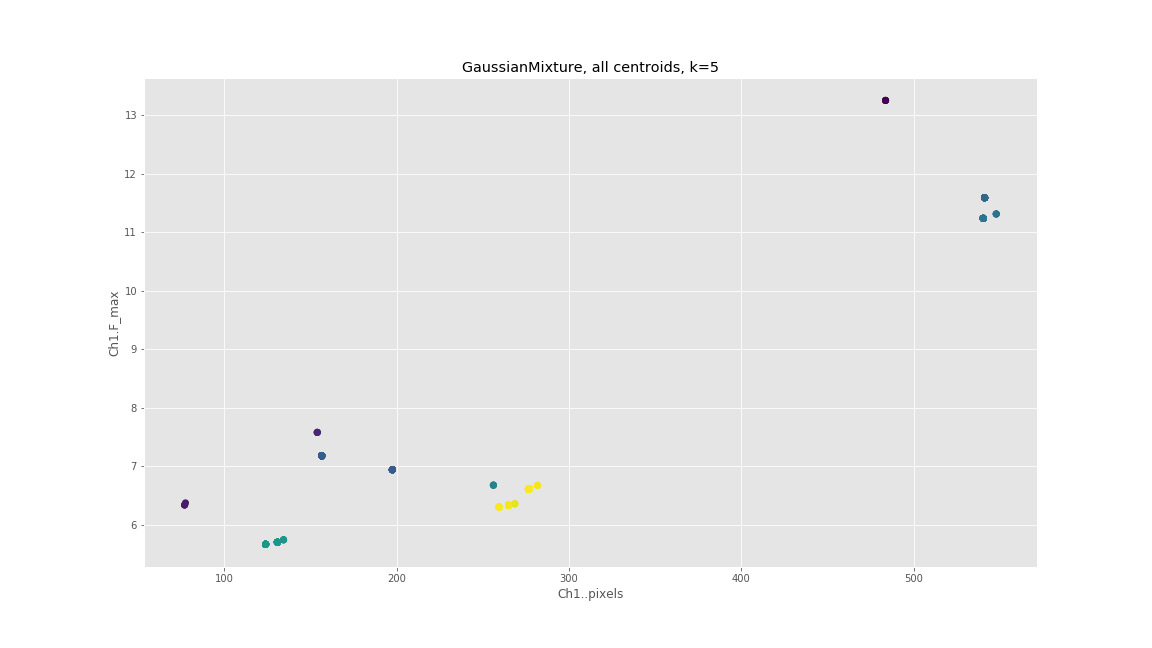 GaussianMixture, all centroids, k=5
13
12
11
10
9
8
7
6
Ch1.F_max
100 200 300 400 500
Ch1..pixels